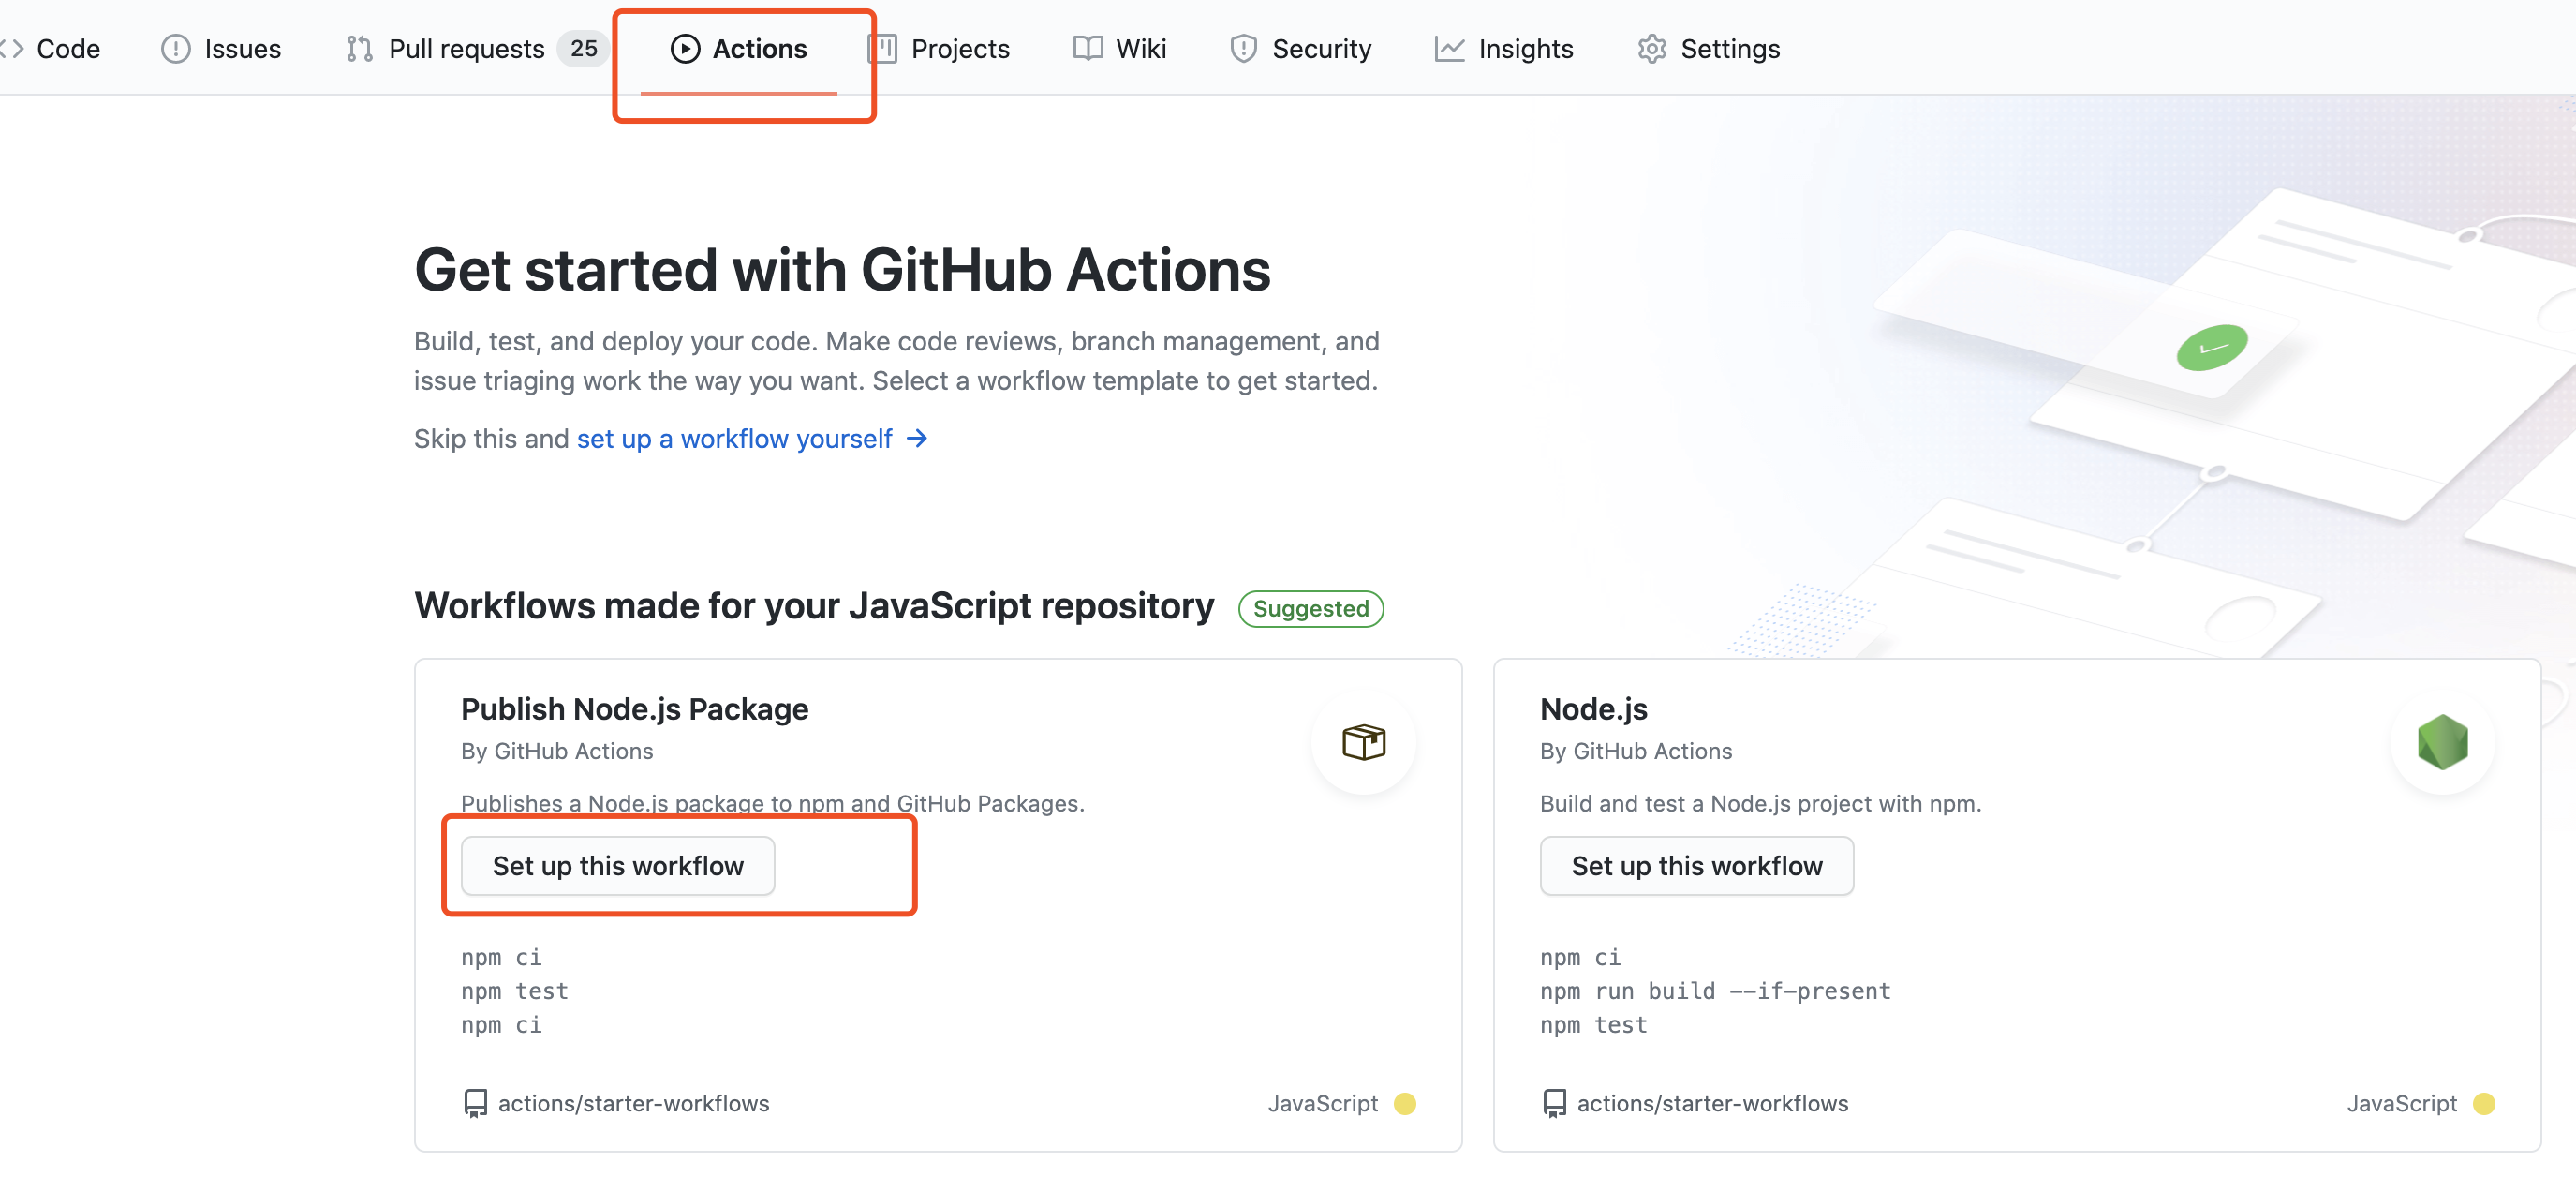 Code Issues Pull requests 25 Actions Projects Wiki Security Insights Settings
Get started with GitHub Actions
Build, test, and deploy your code. Make code reviews, branch management, and
issue triaging work the way you want. Select a workflow template to get started.
Skip this and set up a workflow yourself →
Workflows made for your JavaScript repository Suggested
Publish Node.js Package
By GitHub Actions
Publishes a Node.js package to npm and GitHub Packages.
Set up this workflow
npm ci
npm test
npm ci
actions/starter-workflows JavaScript
Node.js
By GitHub Actions
Build and test a Node.js project with npm.
Set up this workflow
npm ci
npm run build --if-present
npm test
actions/starter-workflows JavaScript